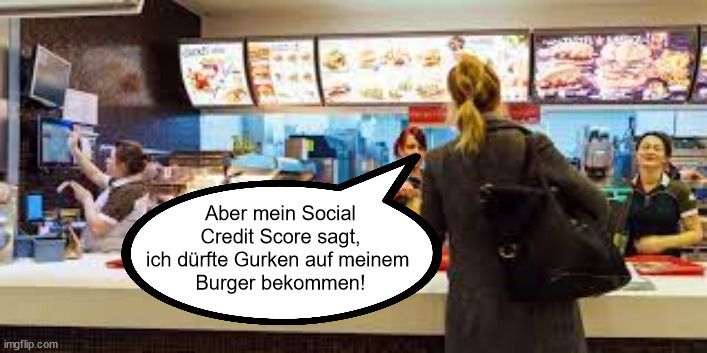 Aber mein Social
Credit Score sagt,
ich dürfte Gurken auf meinem
Burger bekommen!
imgflip.com